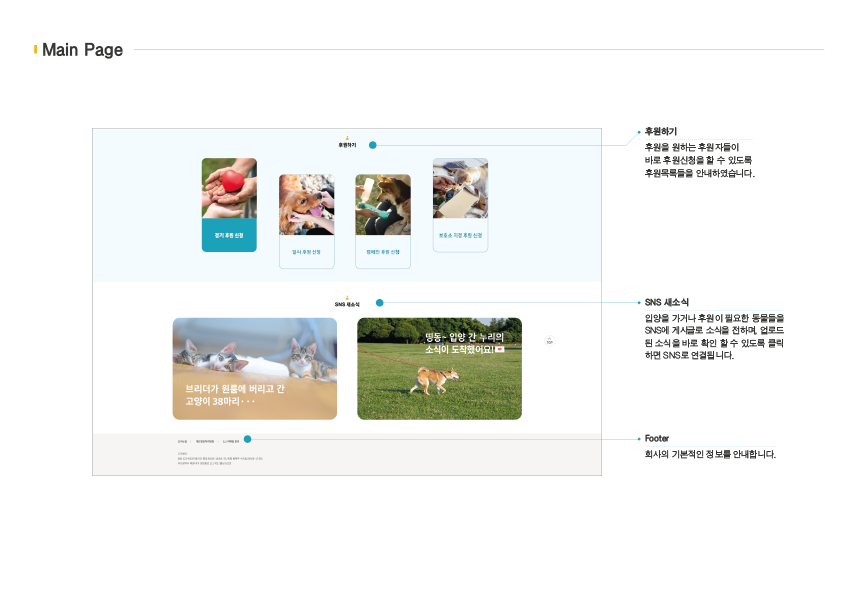 Main Page
후원하기
정기 후원 신청
일시 후원 신청
캠페인 후원 신청
보호소 지정 후원 신청
SNS 새소식
브리더가 원룸에 버리고 간
고양이 38마리···
띵동~ 입양 간 누리의
소식이 도착했어요!💌
TOP
후원하기
후원을 원하는 후원자들이
바로 후원신청을 할 수 있도록
후원목록들을 안내하였습니다.
SNS 새소식
입양을 가거나 후원이 필요한 동물들을
SNS에 게시글로 소식을 전하며, 업로드
된 소식을 바로 확인 할 수 있도록 클릭
하면 SNS로 연결됩니다.
Footer
회사의 기본적인 정보를 안내합니다.